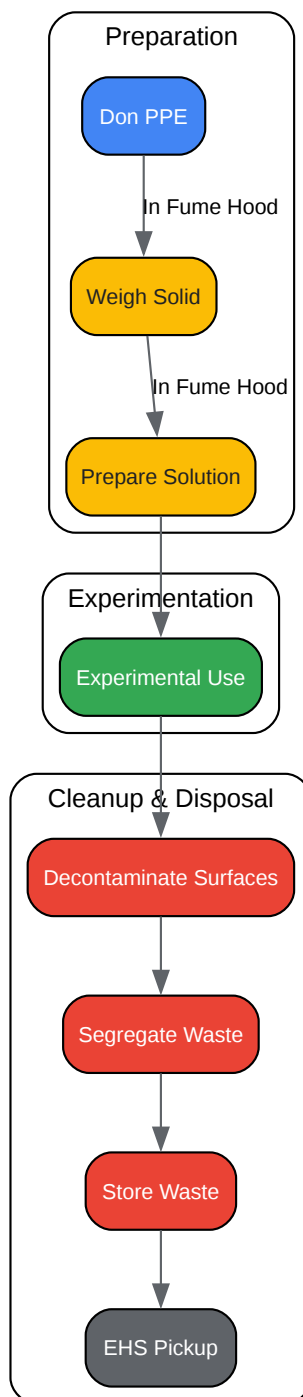 Preparation
Don PPE
In Fume Hood
Weigh Solid
In Fume Hood
Prepare Solution
Experimentation
Experimental Use
Cleanup & Disposal
Decontaminate Surfaces
Segregate Waste
Store Waste
EHS Pickup